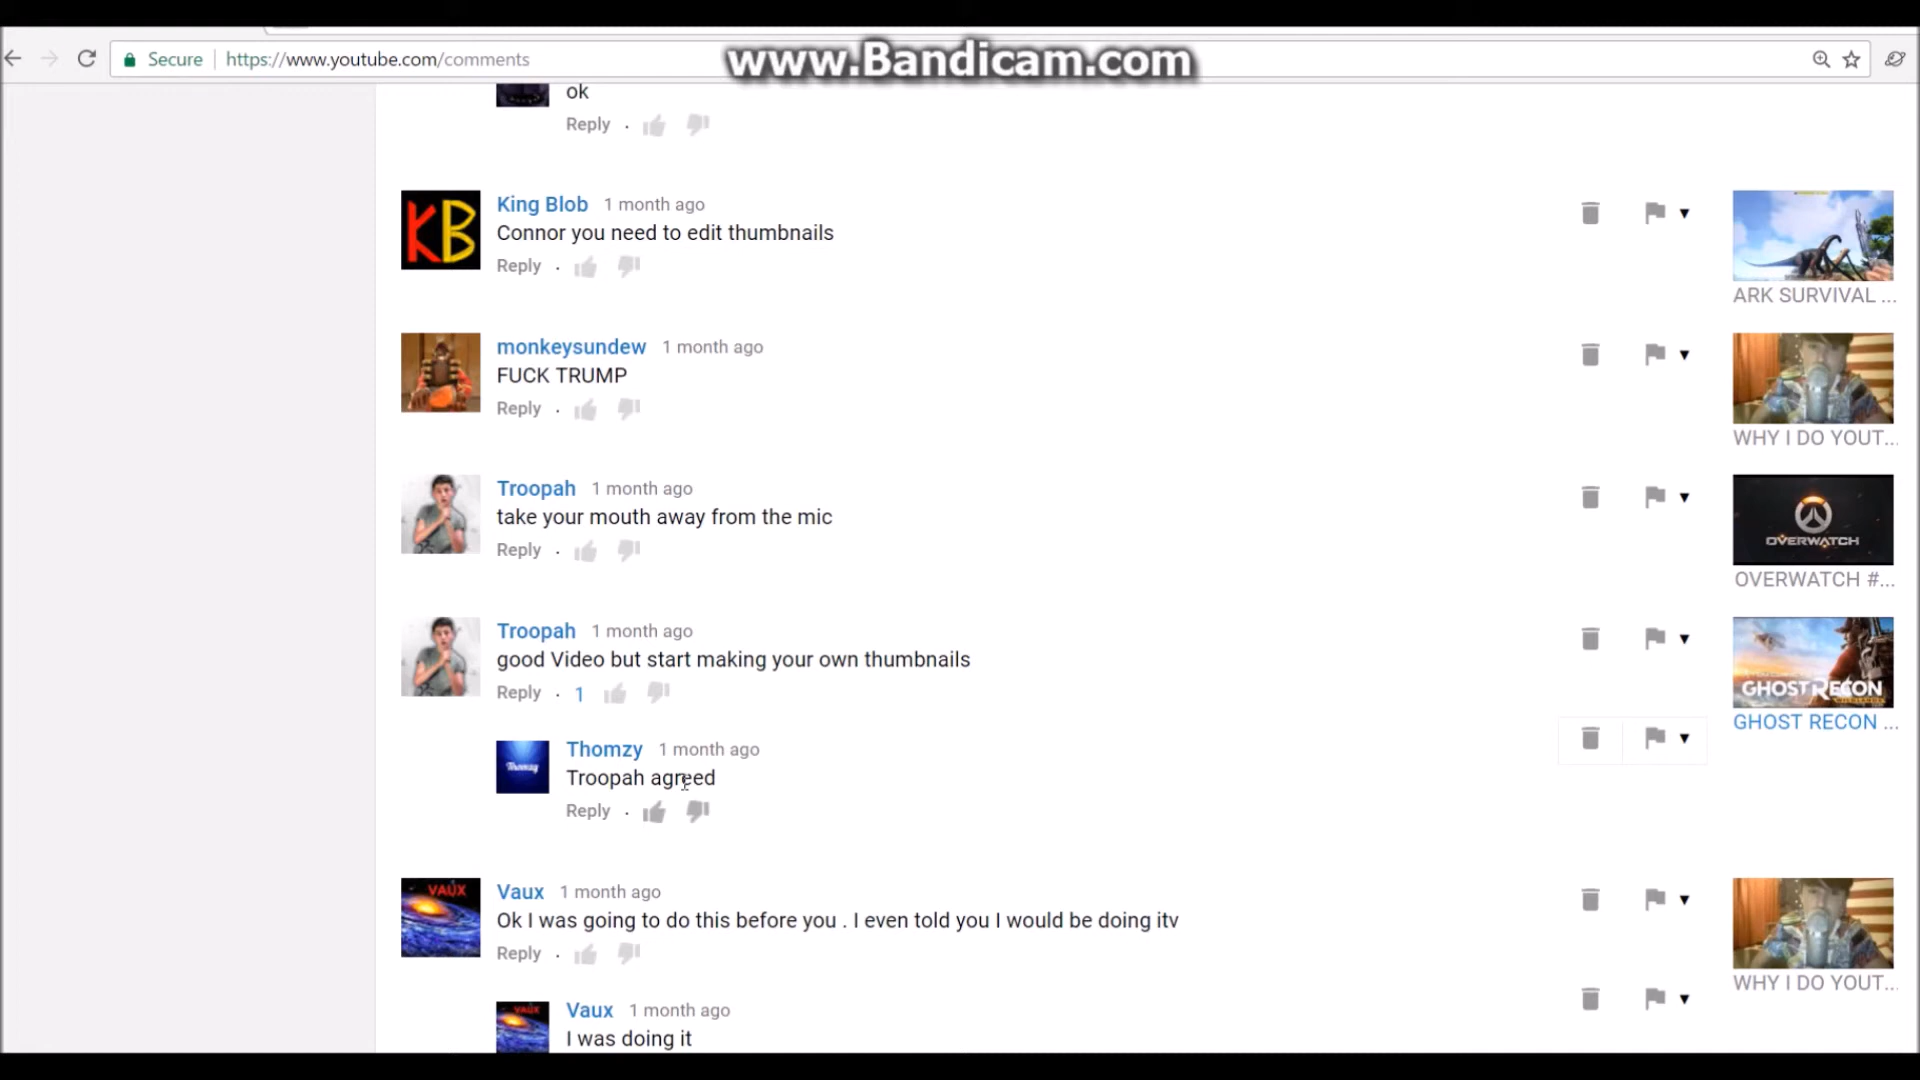 Secure https://www.youtube.com/comments
www.Bandicam.com
ok
Reply
King Blob 1 month ago
Connor you need to edit thumbnails
Reply
ARK SURVIVAL ...
monkeysundew 1 month ago
FUCK TRUMP
Reply
WHY I DO YOUT...
Troopah 1 month ago
take your mouth away from the mic
Reply
OVERWATCH
OVERWATCH #...
Troopah 1 month ago
good Video but start making your own thumbnails
Reply · 1
GHOST RECON
WILDLANDS
GHOST RECON ...
Thomzy 1 month ago
Thomzy
Troopah agreed
Reply
VAUX
Vaux 1 month ago
Ok I was going to do this before you . I even told you I would be doing itv
Reply
WHY I DO YOUT...
VAUX
Vaux 1 month ago
I was doing it